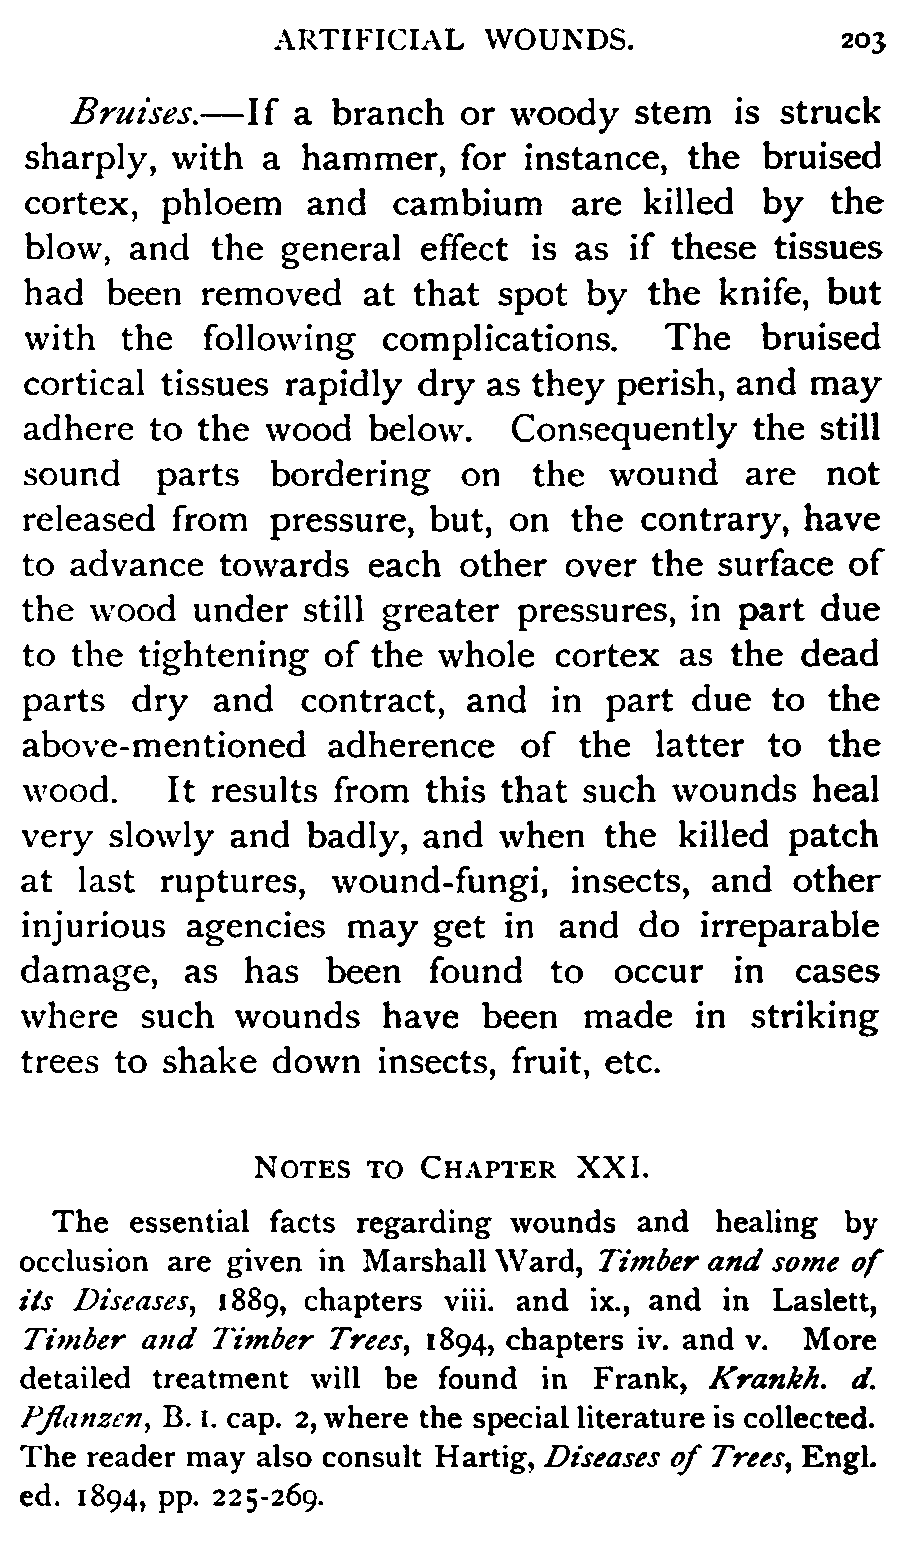 ARTIFICIAL WOUNDS. 203
Bruises.—If a branch or woody stem is struck
sharply, with a hammer, for instance, the bruised
cortex, phloem and cambium are killed by the
blow, and the general effect is as if these tissues
had been removed at that spot by the knife, but
with the following complications. The bruised
cortical tissues rapidly dry as they perish, and may
adhere to the wood below. Consequently the still
sound parts bordering on the wound are not
released from pressure, but, on the contrary, have
to advance towards each other over the surface of
the wood under still greater pressures, in part due
to the tightening of the whole cortex as the dead
parts dry and contract, and in part due to the
above-mentioned adherence of the latter to the
wood. It results from this that such wounds heal
very slowly and badly, and when the killed patch
at last ruptures, wound-fungi, insects, and other
injurious agencies may get in and do irreparable
damage, as has been found to occur in cases
where such wounds have been made in striking
trees to shake down insects, fruit, etc.
NOTES TO CHAPTER XXI.
The essential facts regarding wounds and healing by
occlusion are given in Marshall Ward, Timber and some of
its Diseases, 1889, chapters viii. and ix., and in Laslett,
Timber and Timber Trees, 1894, chapters iv. and v. More
detailed treatment will be found in Frank, Krankh. d.
Pflanzen, B. I. cap. 2, where the special literature is collected.
The reader may also consult Hartig, Diseases of Trees, Engl.
ed. 1894, pp. 225-269.